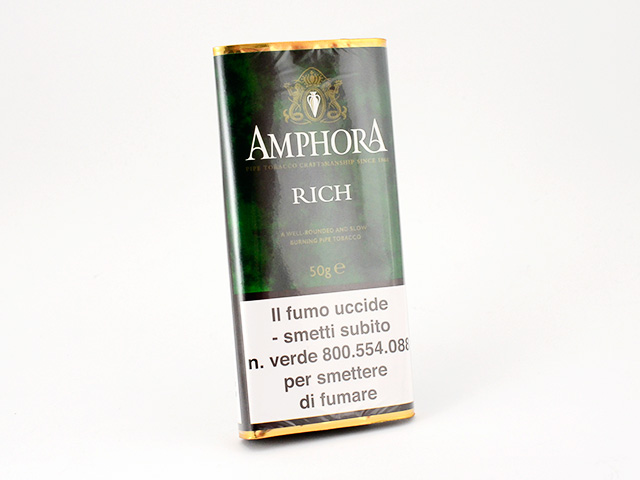 AMPHORA
PIPE TOBACCO CRAFTSMANSHIP SINCE
RICH
A WELL-ROUNDED AND SLOW
BURNING PIPE TOBACCO
50g e
Il fumo uccide
- smetti subito
n. verde 800.554.088
per smettere
di fumare